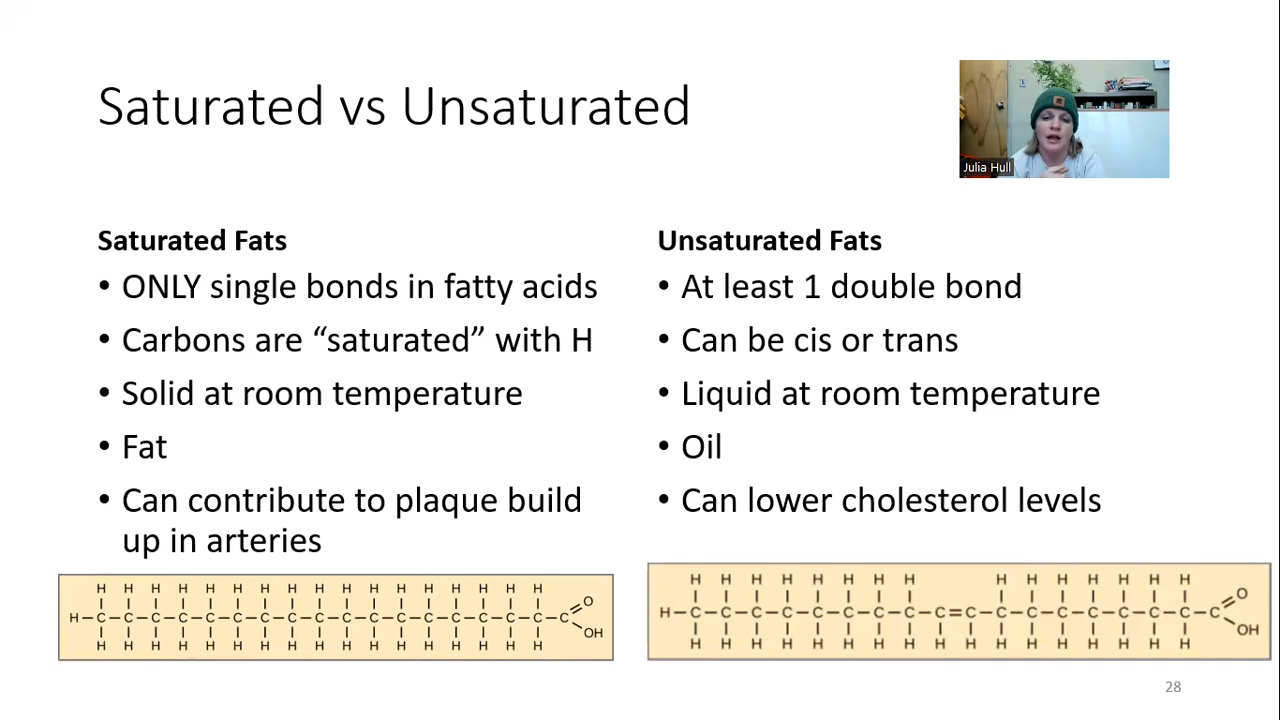 Saturated vs Unsaturated
Julia Hull
Saturated Fats
• ONLY single bonds in fatty acids
• Carbons are “saturated” with H
• Solid at room temperature
• Fat
• Can contribute to plaque build
up in arteries
H H H H H H H H H H H H H H H H H
H–C–C–C–C–C–C–C–C–C–C–C–C–C–C–C–C–C–C
O
OH
H H H H H H H H H H H H H H H H H
Unsaturated Fats
• At least 1 double bond
• Can be cis or trans
• Liquid at room temperature
• Oil
• Can lower cholesterol levels
H H H H H H H H H H H H H H H
H–C–C–C–C–C–C–C–C–C=C–C–C–C–C–C–C–C–C
O
OH
H H H H H H H H H H H H H H H H H
28